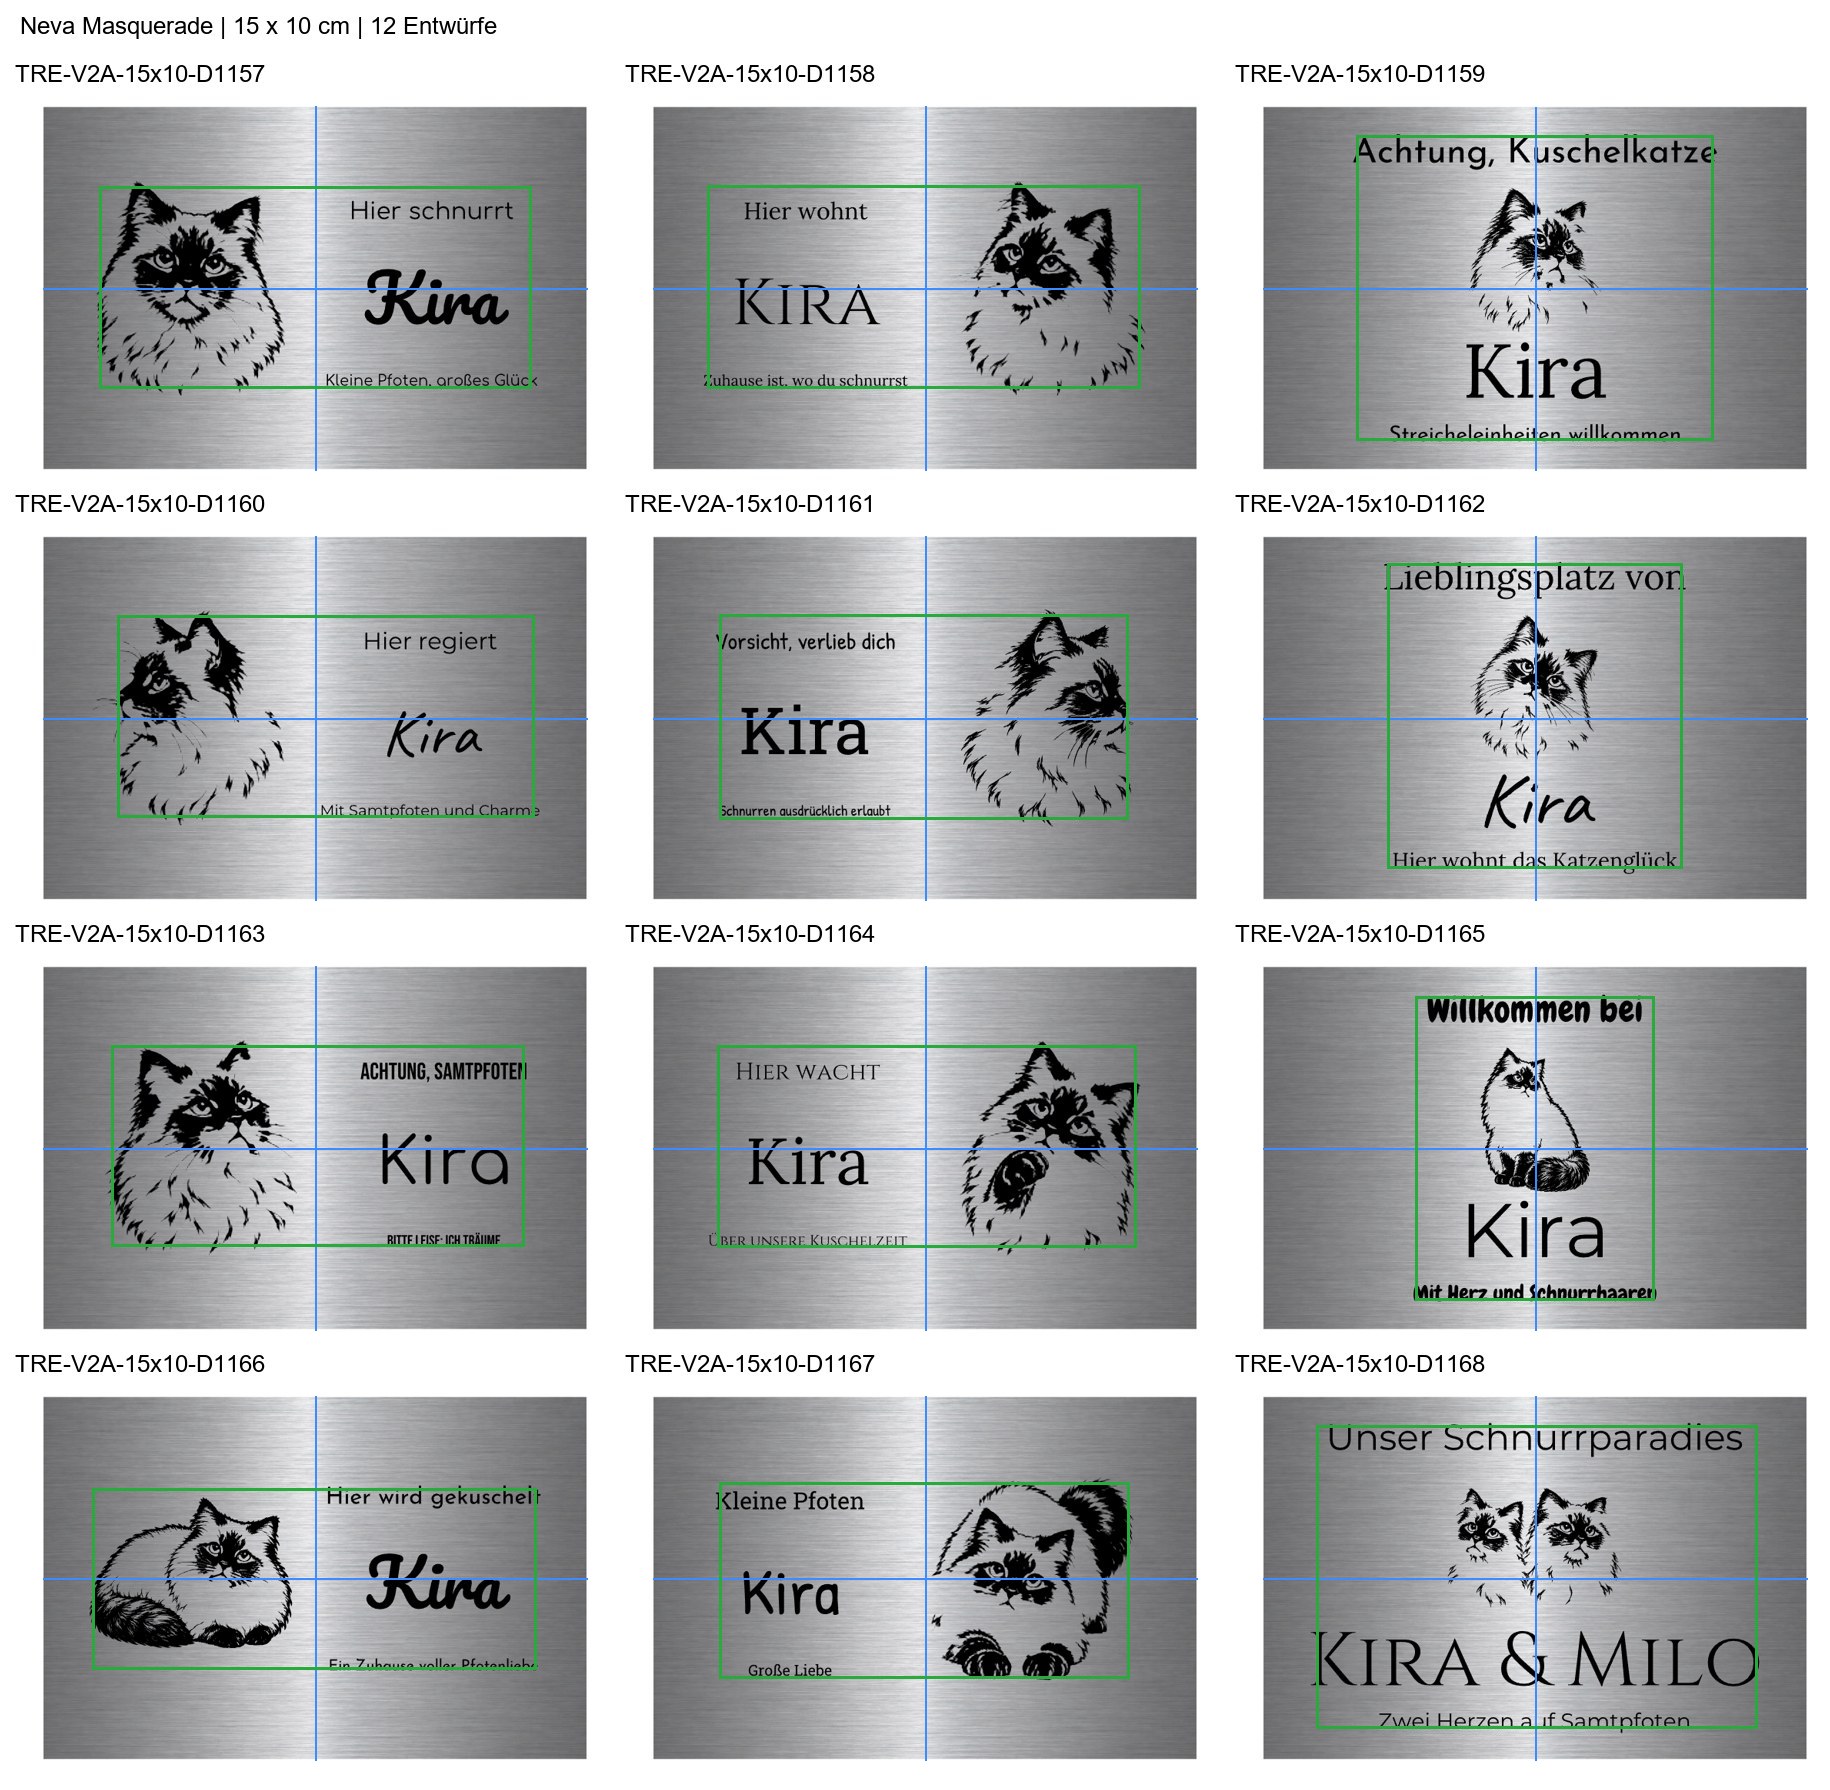 Neva Masquerade | 15 x 10 cm | 12 Entwürfe
TRE-V2A-15x10-D1157
Hier schnurrt
Kira
Kleine Pfoten, großes Glück
TRE-V2A-15x10-D1158
Hier wohnt
KIRA
Zuhause ist, wo du schnurrst
TRE-V2A-15x10-D1159
Achtung, Kuschelkatze
Kira
Streicheleinheiten willkommen
TRE-V2A-15x10-D1160
Hier regiert
Kira
Mit Samtpfoten und Charme
TRE-V2A-15x10-D1161
Vorsicht, verlieb dich
Kira
Schnurren ausdrücklich erlaubt
TRE-V2A-15x10-D1162
Lieblingsplatz von
Kira
Hier wohnt das Katzenglück
TRE-V2A-15x10-D1163
ACHTUNG, SAMTPFOTEN
Kira
BITTE LEISE: ICH TRÄUME
TRE-V2A-15x10-D1164
HIER WACHT
Kira
ÜBER UNSERE KUSCHELZEIT
TRE-V2A-15x10-D1165
Willkommen bei
Kira
Mit Herz und Schnurrhaaren
TRE-V2A-15x10-D1166
Hier wird gekuschelt
Kira
Ein Zuhause voller Pfotenliebe
TRE-V2A-15x10-D1167
Kleine Pfoten
Kira
Große Liebe
TRE-V2A-15x10-D1168
Unser Schnurrparadies
KIRA & MILO
Zwei Herzen auf Samtpfoten